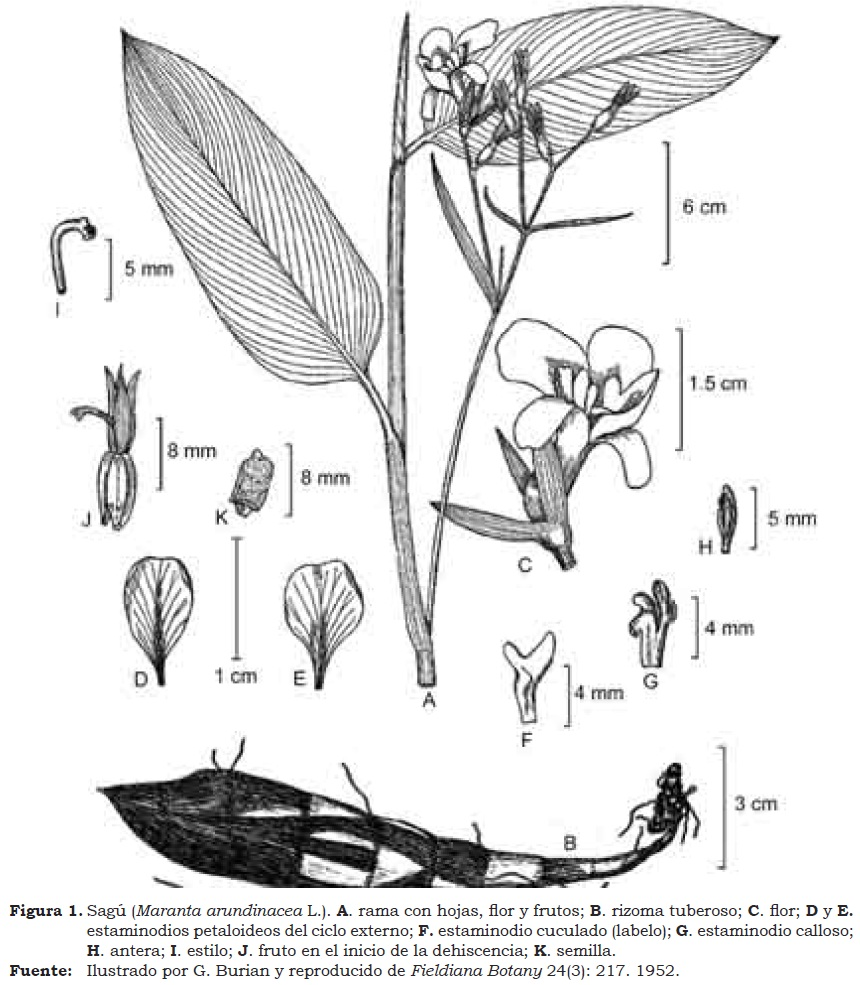 6 cm
5 mm
I
1.5 cm
8 mm
8 mm
J
K
5 mm
H
C
4 mm
D
1 cm
E
A
4 mm
G
F
3 cm
B
Figura 1. Sagú (Maranta arundinacea L.). A. rama con hojas, flor y frutos; B. rizoma tuberoso; C. flor; D y E.
estaminodios petaloideos del ciclo externo; F. estaminodio cuculado (labelo); G. estaminodio calloso;
H. antera; I. estilo; J. fruto en el inicio de la dehiscencia; K. semilla.
Fuente: Ilustrado por G. Burian y reproducido de Fieldiana Botany 24(3): 217. 1952.